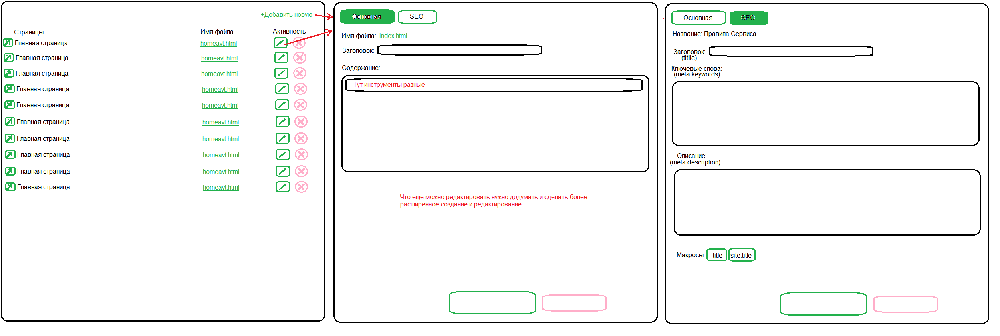 +Добавить новую
Страницы
Имя файла
Активность
Главная страница
homeavt.html
Главная страница
homeavt.html
Главная страница
homeavt.html
Главная страница
homeavt.html
Главная страница
homeavt.html
Главная страница
homeavt.html
Главная страница
homeavt.html
Главная страница
homeavt.html
Главная страница
homeavt.html
Главная страница
homeavt.html
Основная
SEO
Имя файла: index.html
Заголовок:
Содержание:
Тут инструменты разные
Что еще можно редактировать нужно додумать и сделать более
расширенное создание и редактирование
Основная
SEO
Название: Правила Сервиса
Заголовок:
(titile)
Ключевые слова:
(meta keywords)
Описание:
(meta description)
Макросы: title site.title